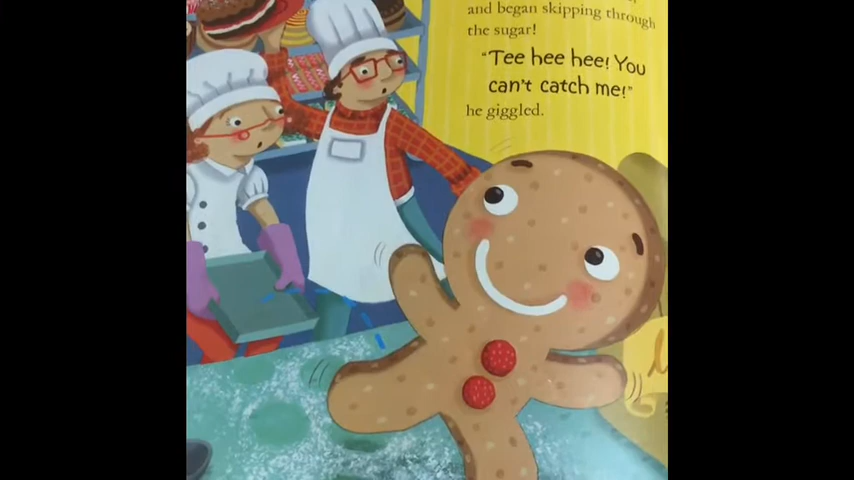 and began skipping through
the sugar!
"Tee hee hee! You
can't catch me!"
he giggled.